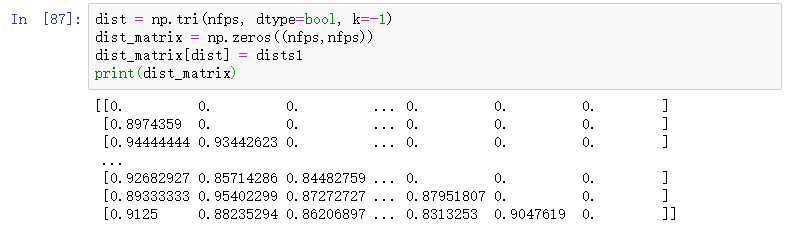 In [87]: dist = np.tri(nfps, dtype=bool, k=-1)
dist_matrix = np.zeros((nfps,nfps))
dist_matrix[dist] = dists1
print(dist_matrix)
[[0. 0. 0. ... 0. 0. 0. ]
[0.8974359 0. 0. ... 0. 0. 0. ]
[0.94444444 0.93442623 0. ... 0. 0. 0. ]
...
[0.92682927 0.85714286 0.84482759 ... 0. 0. 0. ]
[0.89333333 0.95402299 0.87272727 ... 0.87951807 0. 0. ]
[0.9125 0.88235294 0.86206897 ... 0.8313253 0.9047619 0. ]]